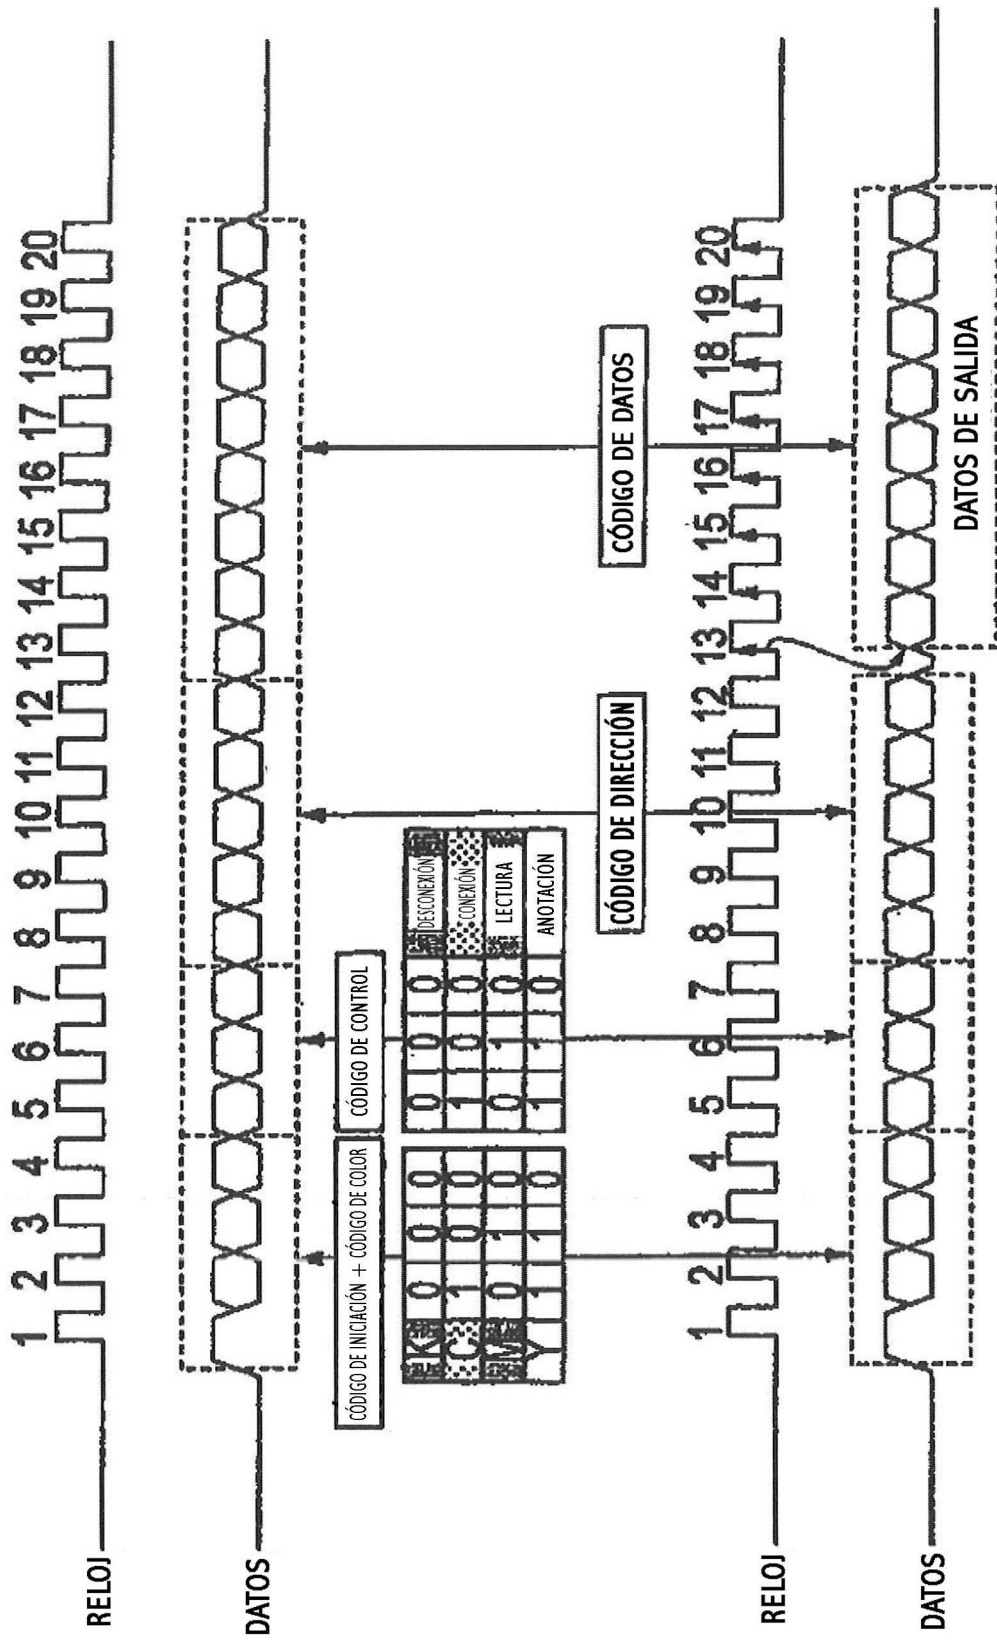 1 2 3 4 5 6 7 8 9 10 11 12 13 14 15 16 17 18 19 20
RELOJ
DATOS
CÓDIGO DE INICIACIÓN + CÓDIGO DE COLOR
CÓDIGO DE CONTROL
K 0 0 0
C 1 0 0
M 0 1 0
Y 1 1 0
0 0 0 DESCONEXIÓN
1 0 0 CONEXIÓN
0 1 0 LECTURA
1 1 0 ANOTACIÓN
CÓDIGO DE DIRECCIÓN
CÓDIGO DE DATOS
1 2 3 4 5 6 7 8 9 10 11 12 13 14 15 16 17 18 19 20
RELOJ
DATOS
DATOS DE SALIDA